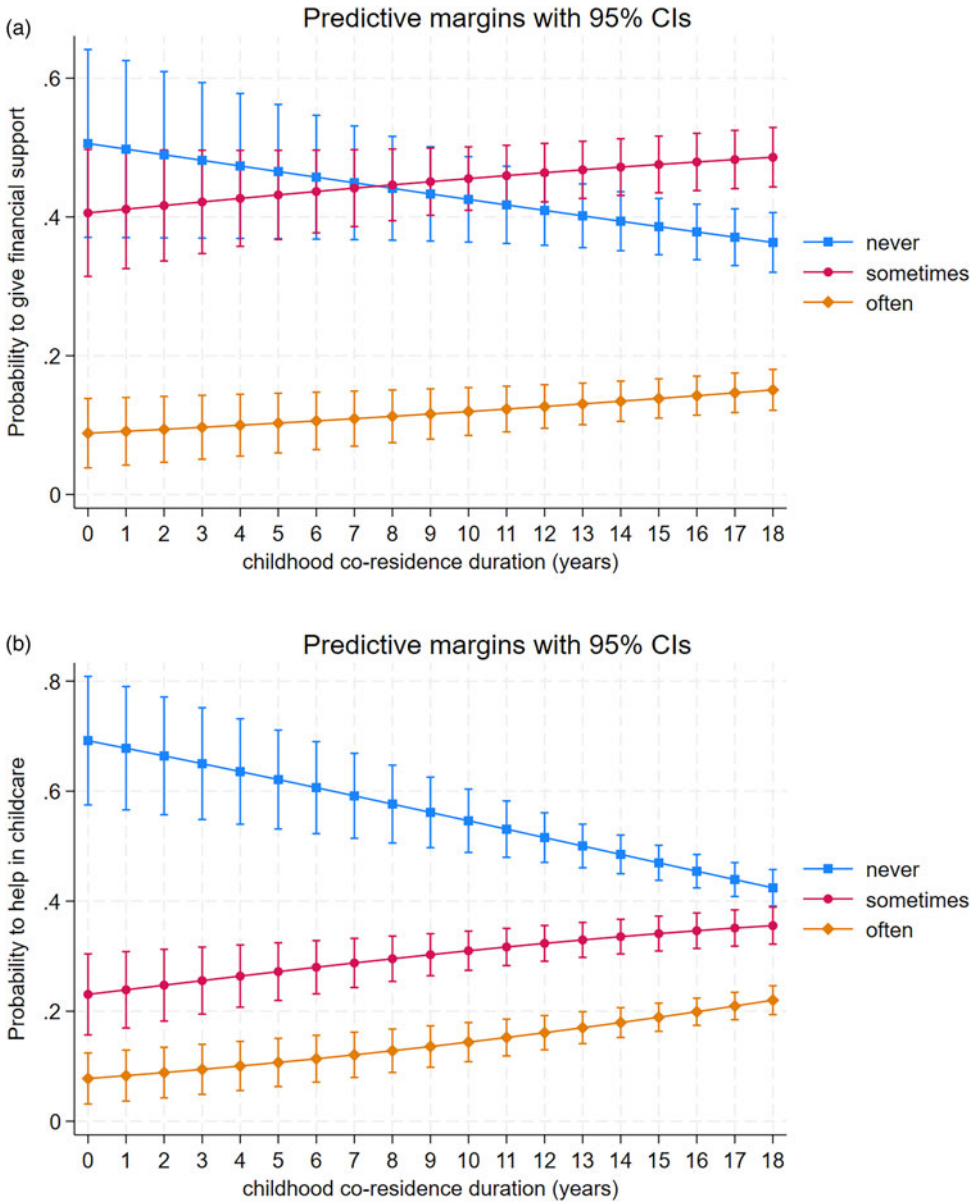 (a)
Predictive margins with 95% CIs
Probability to give financial support
.6
.4
.2
0
0 1 2 3 4 5 6 7 8 9 10 11 12 13 14 15 16 17 18
childhood co-residence duration (years)
never
sometimes
often
(b)
Predictive margins with 95% CIs
Probability to help in childcare
.8
.6
.4
.2
0
0 1 2 3 4 5 6 7 8 9 10 11 12 13 14 15 16 17 18
childhood co-residence duration (years)
never
sometimes
often